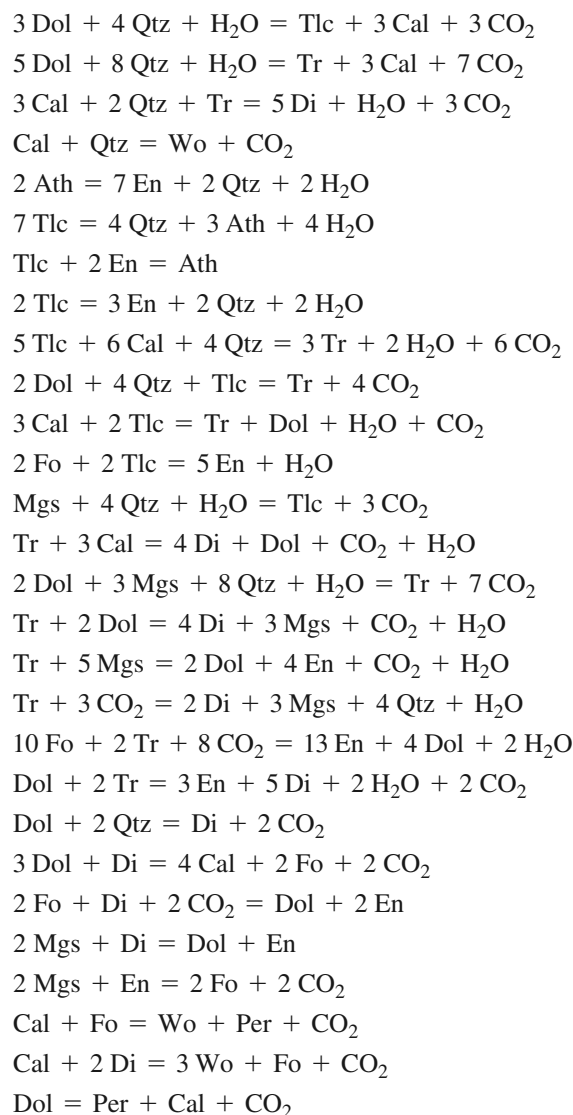 3 Dol + 4 Qtz + H₂O = Tlc + 3 Cal + 3 CO₂
5 Dol + 8 Qtz + H₂O = Tr + 3 Cal + 7 CO₂
3 Cal + 2 Qtz + Tr = 5 Di + H₂O + 3 CO₂
Cal + Qtz = Wo + CO₂
2 Ath = 7 En + 2 Qtz + 2 H₂O
7 Tlc = 4 Qtz + 3 Ath + 4 H₂O
Tlc + 2 En = Ath
2 Tlc = 3 En + 2 Qtz + 2 H₂O
5 Tlc + 6 Cal + 4 Qtz = 3 Tr + 2 H₂O + 6 CO₂
2 Dol + 4 Qtz + Tlc = Tr + 4 CO₂
3 Cal + 2 Tlc = Tr + Dol + H₂O + CO₂
2 Fo + 2 Tlc = 5 En + H₂O
Mgs + 4 Qtz + H₂O = Tlc + 3 CO₂
Tr + 3 Cal = 4 Di + Dol + CO₂ + H₂O
2 Dol + 3 Mgs + 8 Qtz + H₂O = Tr + 7 CO₂
Tr + 2 Dol = 4 Di + 3 Mgs + CO₂ + H₂O
Tr + 5 Mgs = 2 Dol + 4 En + CO₂ + H₂O
Tr + 3 CO₂ = 2 Di + 3 Mgs + 4 Qtz + H₂O
10 Fo + 2 Tr + 8 CO₂ = 13 En + 4 Dol + 2 H₂O
Dol + 2 Tr = 3 En + 5 Di + 2 H₂O + 2 CO₂
Dol + 2 Qtz = Di + 2 CO₂
3 Dol + Di = 4 Cal + 2 Fo + 2 CO₂
2 Fo + Di + 2 CO₂ = Dol + 2 En
2 Mgs + Di = Dol + En
2 Mgs + En = 2 Fo + 2 CO₂
Cal + Fo = Wo + Per + CO₂
Cal + 2 Di = 3 Wo + Fo + CO₂
Dol = Per + Cal + CO₂